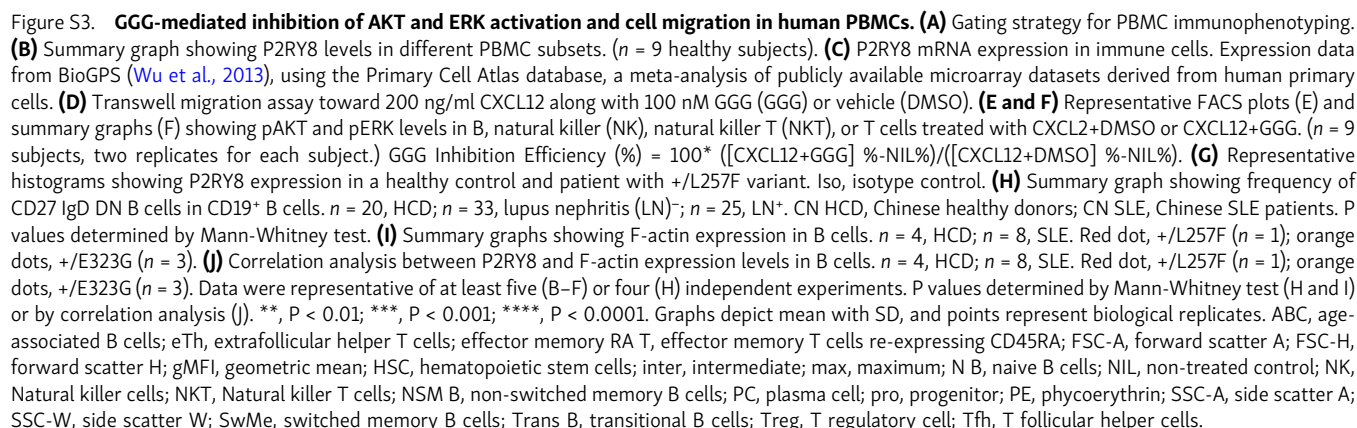 Figure S3. GGG-mediated inhibition of AKT and ERK activation and cell migration in human PBMCs. (A) Gating strategy for PBMC immunophenotyping.
(B) Summary graph showing P2RY8 levels in different PBMC subsets. (n = 9 healthy subjects). (C) P2RY8 mRNA expression in immune cells. Expression data
from BioGPS (Wu et al., 2013), using the Primary Cell Atlas database, a meta-analysis of publicly available microarray datasets derived from human primary
cells. (D) Transwell migration assay toward 200 ng/ml CXCL12 along with 100 nM GGG (GGG) or vehicle (DMSO). (E and F) Representative FACS plots (E) and
summary graphs (F) showing pAKT and pERK levels in B, natural killer (NK), natural killer T (NKT), or T cells treated with CXCL2+DMSO or CXCL12+GGG. (n = 9
subjects, two replicates for each subject.) GGG Inhibition Efficiency (%) = 100* ([CXCL12+GGG] %-NIL%)/([CXCL12+DMSO] %-NIL%). (G) Representative
histograms showing P2RY8 expression in a healthy control and patient with +/L257F variant. Iso, isotype control. (H) Summary graph showing frequency of
CD27 IgD DN B cells in CD19⁺ B cells. n = 20, HCD; n = 33, lupus nephritis (LN)⁻; n = 25, LN⁺. CN HCD, Chinese healthy donors; CN SLE, Chinese SLE patients. P
values determined by Mann-Whitney test. (I) Summary graphs showing F-actin expression in B cells. n = 4, HCD; n = 8, SLE. Red dot, +/L257F (n = 1); orange
dots, +/E323G (n = 3). (J) Correlation analysis between P2RY8 and F-actin expression levels in B cells. n = 4, HCD; n = 8, SLE. Red dot, +/L257F (n = 1); orange
dots, +/E323G (n = 3). Data were representative of at least five (B–F) or four (H) independent experiments. P values determined by Mann-Whitney test (H and I)
or by correlation analysis (J). **, P < 0.01; ***, P < 0.001; ****, P < 0.0001. Graphs depict mean with SD, and points represent biological replicates. ABC, age-
associated B cells; eTh, extrafollicular helper T cells; effector memory RA T, effector memory T cells re-expressing CD45RA; FSC-A, forward scatter A; FSC-H,
forward scatter H; gMFI, geometric mean; HSC, hematopoietic stem cells; inter, intermediate; max, maximum; N B, naive B cells; NIL, non-treated control; NK,
Natural killer cells; NKT, Natural killer T cells; NSM B, non-switched memory B cells; PC, plasma cell; pro, progenitor; PE, phycoerythrin; SSC-A, side scatter A;
SSC-W, side scatter W; SwMe, switched memory B cells; Trans B, transitional B cells; Treg, T regulatory cell; Tfh, T follicular helper cells.